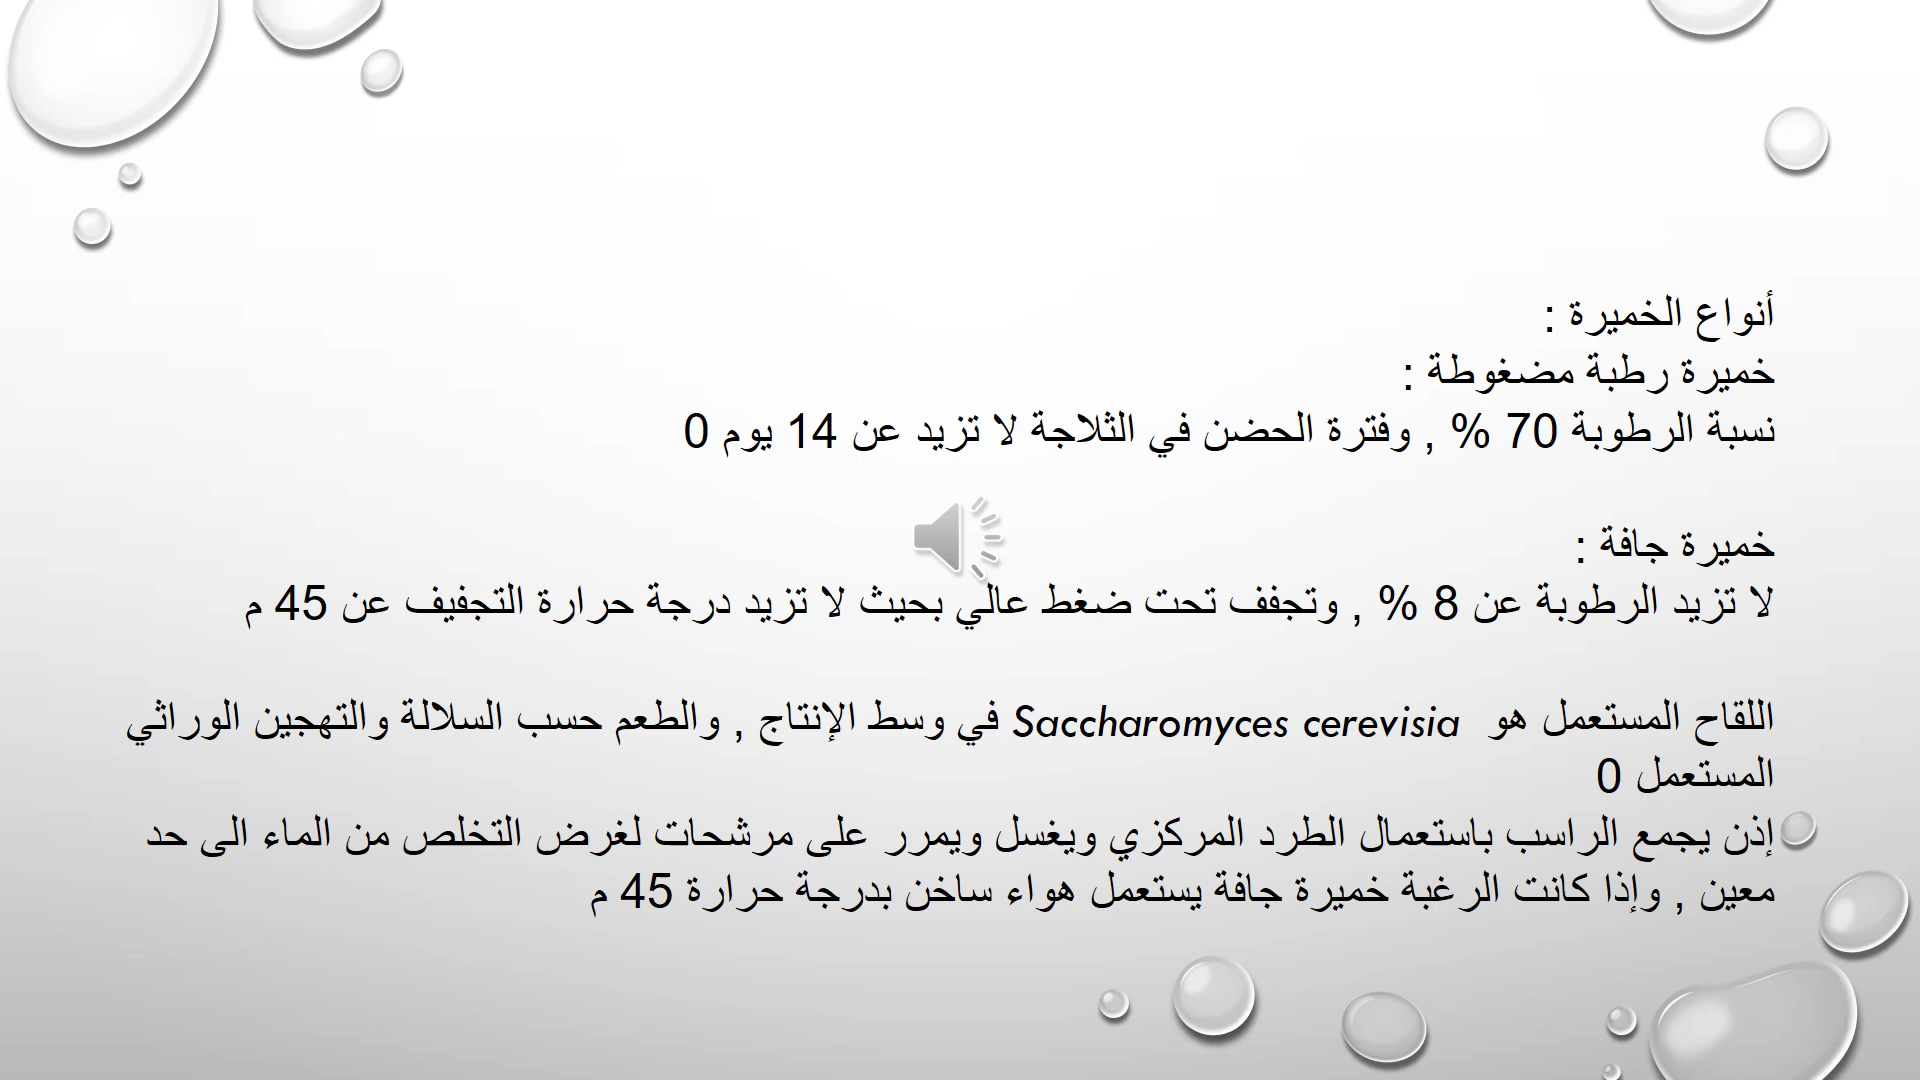 أنواع الخميرة :
خميرة رطبة مضغوطة :
نسبة الرطوبة 70 % , وفترة الحضن في الثلاجة لا تزيد عن 14 يوم 0
خميرة جافة :
لا تزيد الرطوبة عن 8 % , وتجفف تحت ضغط عالي بحيث لا تزيد درجة حرارة التجفيف عن 45 م
اللقاح المستعمل هو Saccharomyces cerevisia في وسط الإنتاج , والطعم حسب السلالة والتهجين الوراثي
المستعمل 0
إذن يجمع الراسب باستعمال الطرد المركزي ويغسل ويمرر على مرشحات لغرض التخلص من الماء الى حد
معين , وإذا كانت الرغبة خميرة جافة يستعمل هواء ساخن بدرجة حرارة 45 م